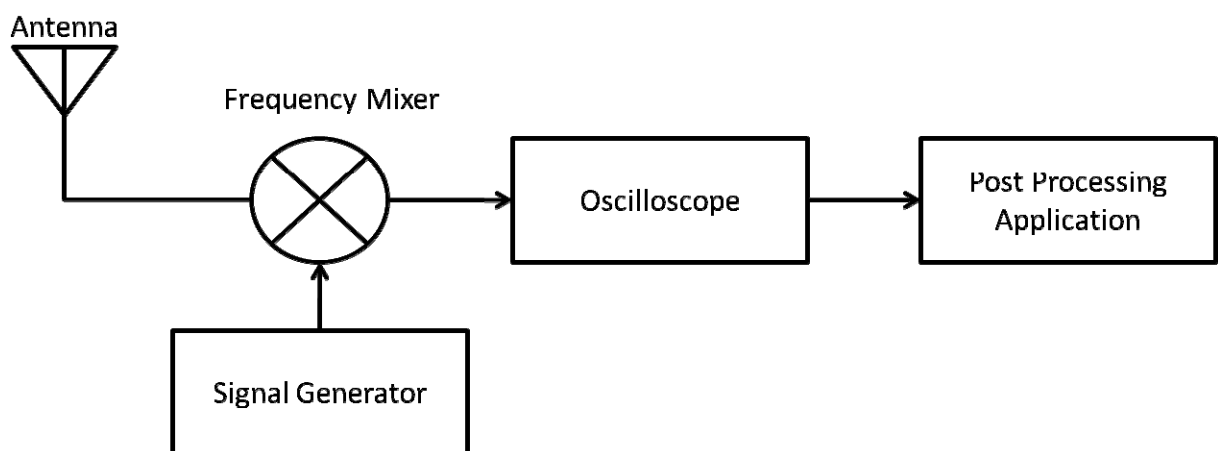 Antenna
Frequency Mixer
Oscilloscope
Post Processing
Application
Signal Generator